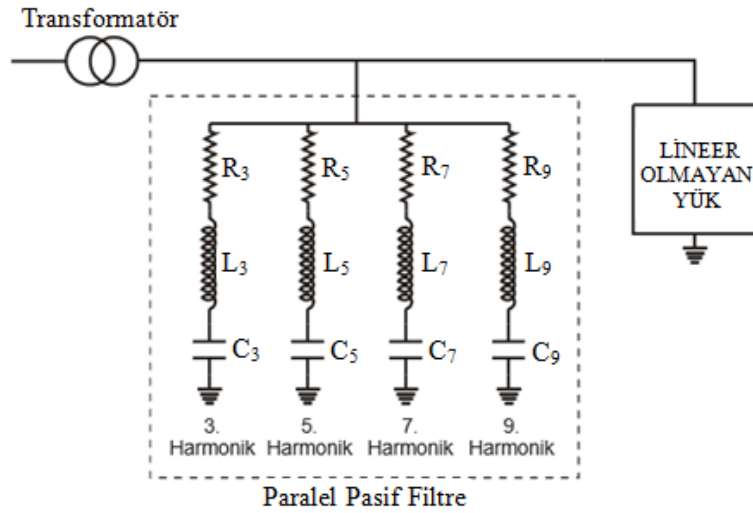 Transformatör
R3 R5 R7 R9
LİNEER
OLMAYAN
YÜK
L3 L5 L7 L9
C3 C5 C7 C9
3. 5. 7. 9.
Harmonik Harmonik Harmonik Harmonik
Paralel Pasif Filtre